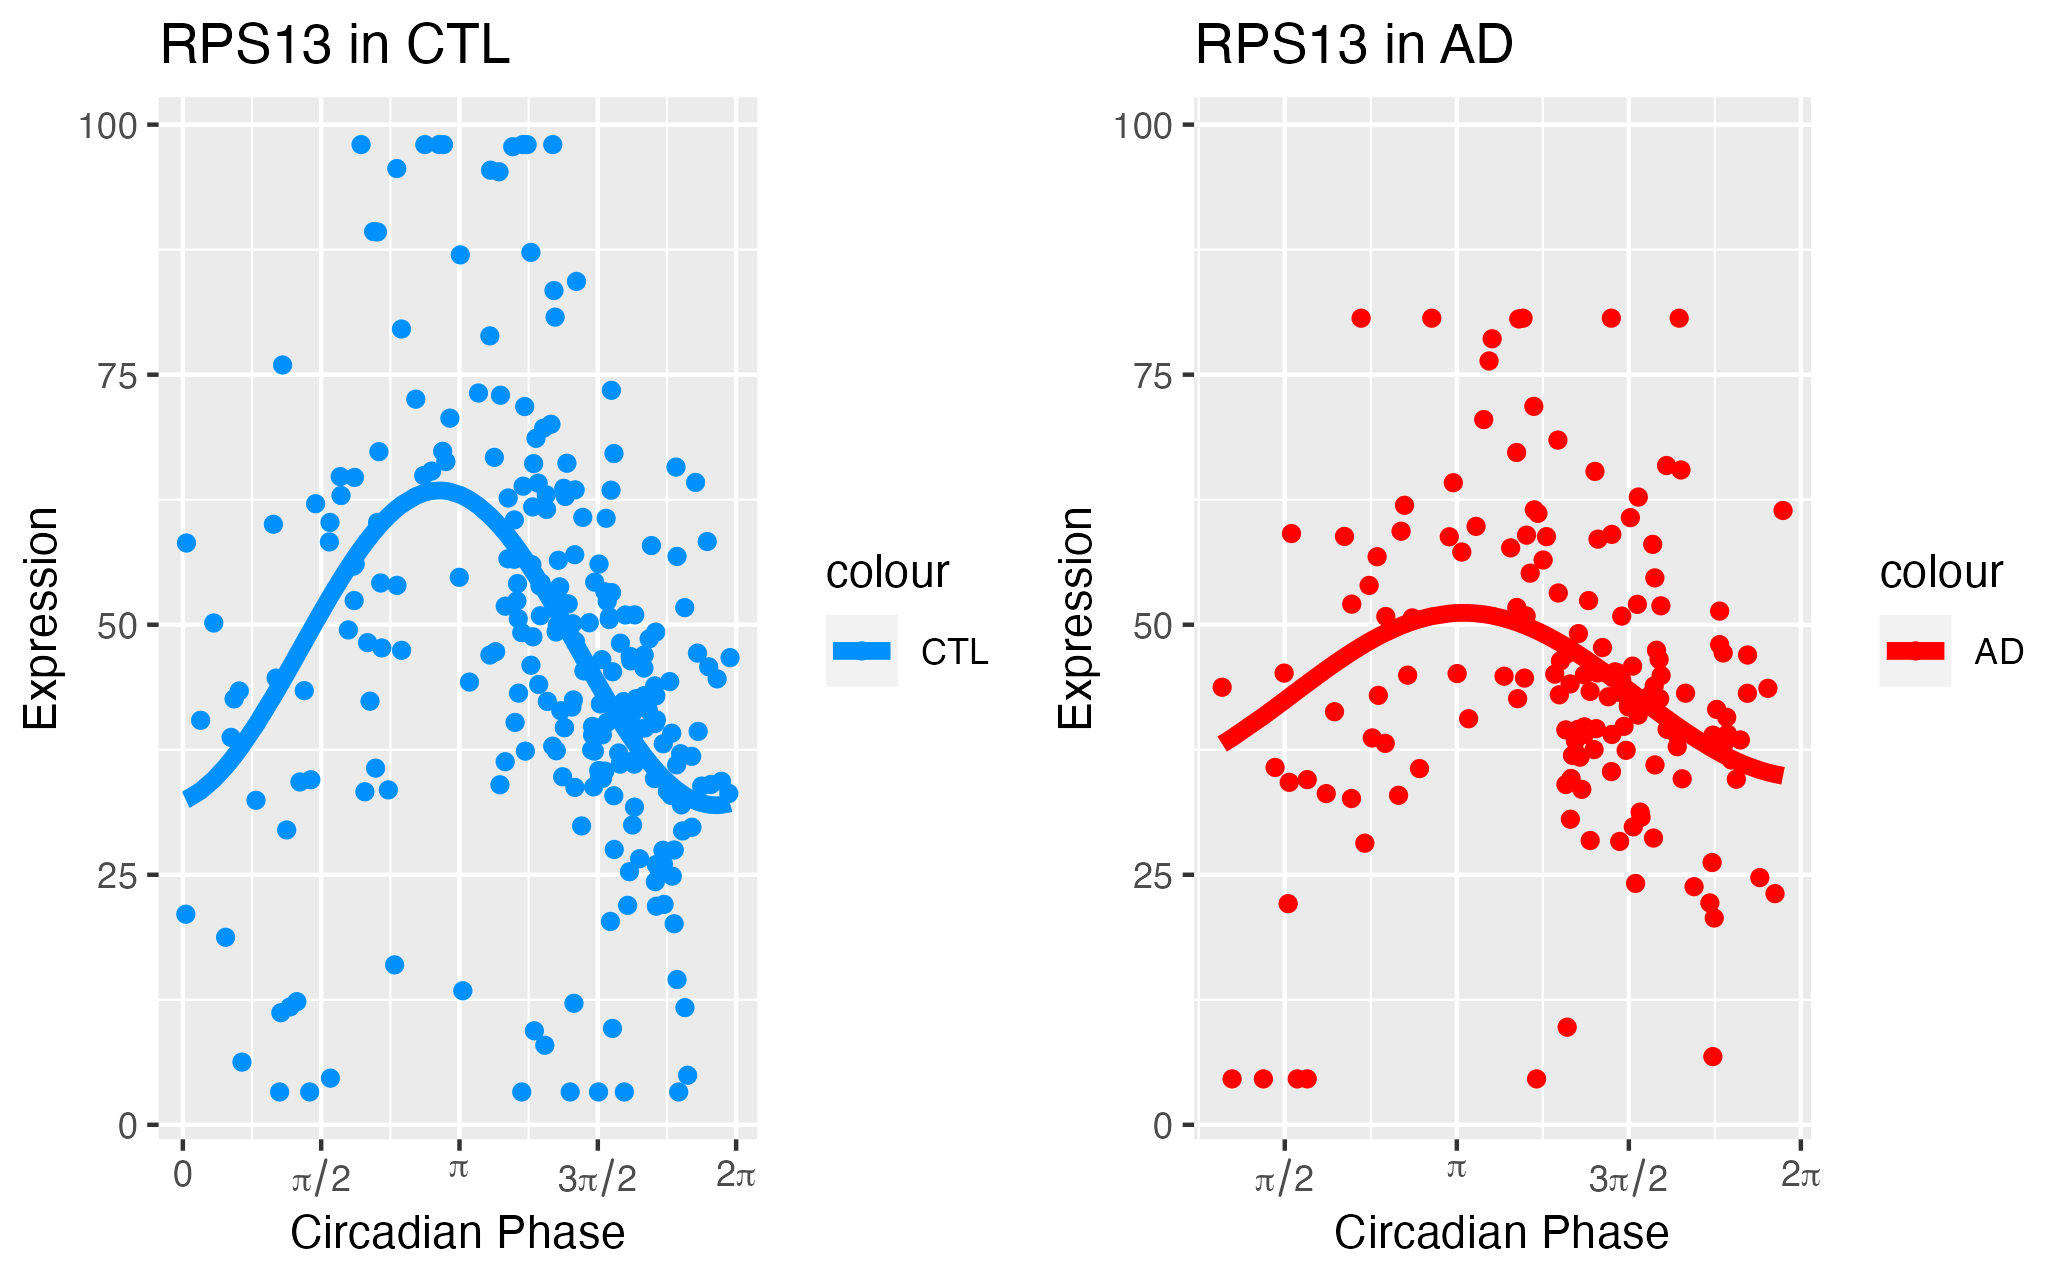 RPS13 in CTL
100
75
50
25
0
Expression
0 π/2 π 3π/2 2π
Circadian Phase
colour
CTL
RPS13 in AD
100
75
50
25
0
Expression
π/2 π 3π/2 2π
Circadian Phase
colour
AD